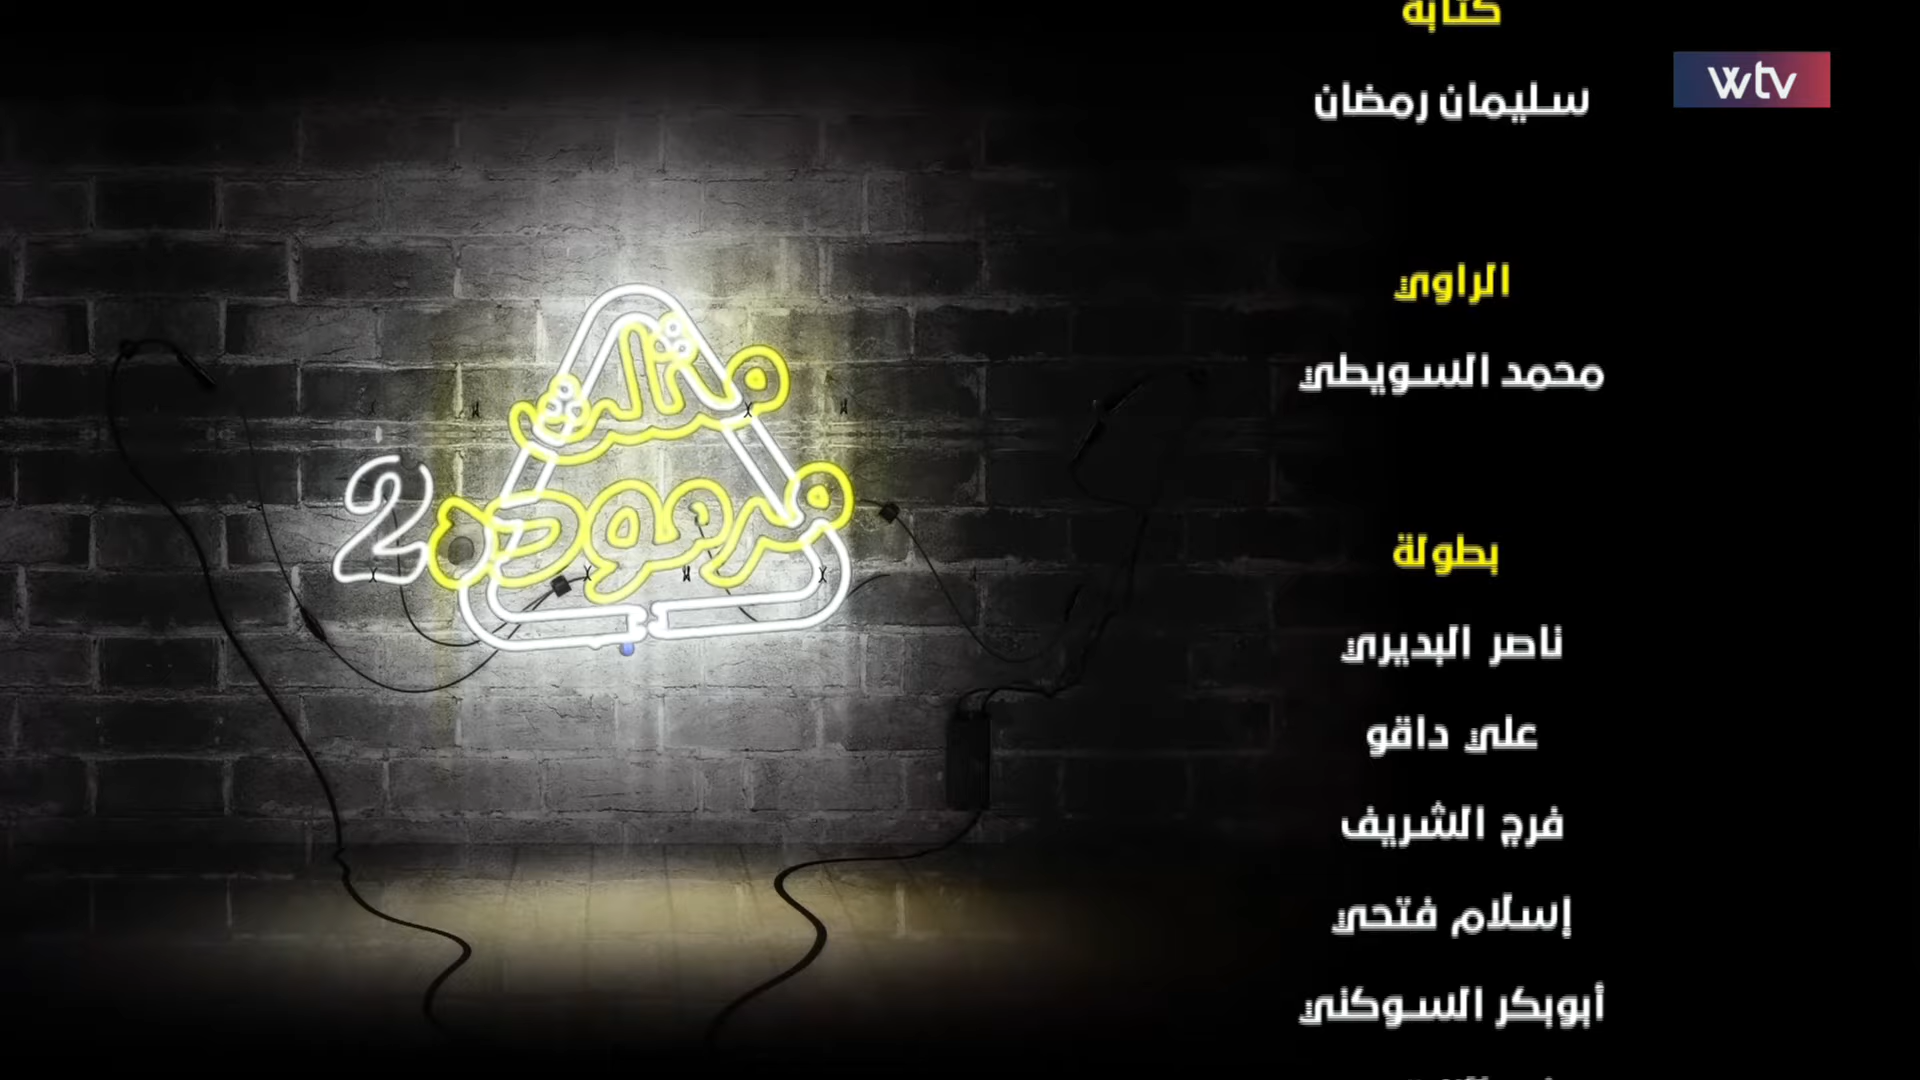 كتابة
wtv
سليمان رمضان
الراوي
محمد السويطي
مثلث
مرمودة 2
بطولة
ناصر البديري
علي داقو
فرج الشريف
إسلام فتحي
أبوبكر السوكني